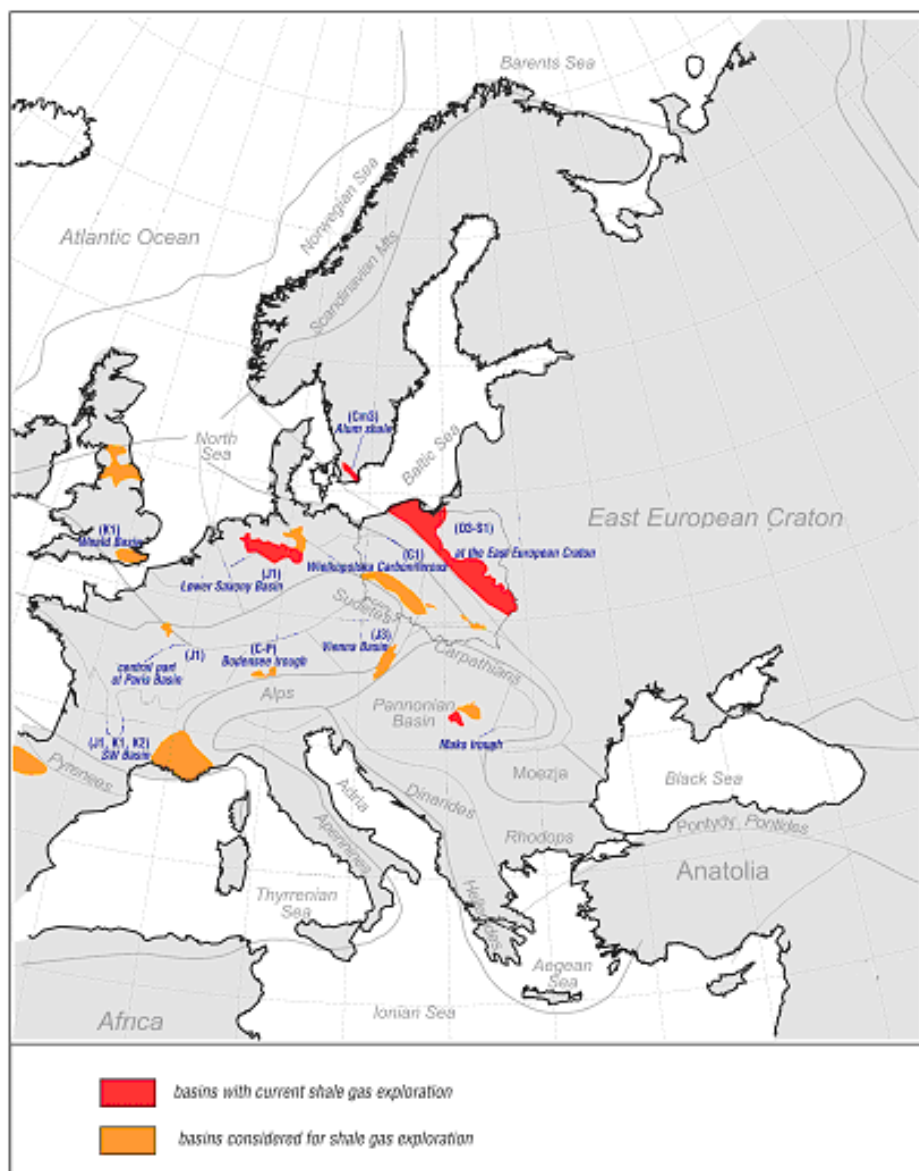 Barents Sea
Norwegian Sea
Atlantic Ocean
Scandinavian Mts.
(Cm3)
Alum shale
North
Sea
Baltic Sea
East European Craton
(O3-S1)
at the East European Craton
(K1)
Weald Basin
(C1)
Wielkopolska Carboniferous
(J1)
Lower Saxony Basin
Sudetes
(J3)
Vienna Basin
(C-P)
Bodensee trough
(J1)
central part
of Paris Basin
Carpathians
Alps
Pannonian
Basin
Mako trough
(J1, K1, K2)
SW Basin
Pyrenees
Moezja
Black Sea
Adria
Dinarides
Apenninea
Rhodops
Pontydy Pontides
Anatolia
Thyrrenian
Sea
Hellenides
Aegean
Sea
Ionian Sea
Africa
basins with current shale gas exploration
basins considered for shale gas exploration